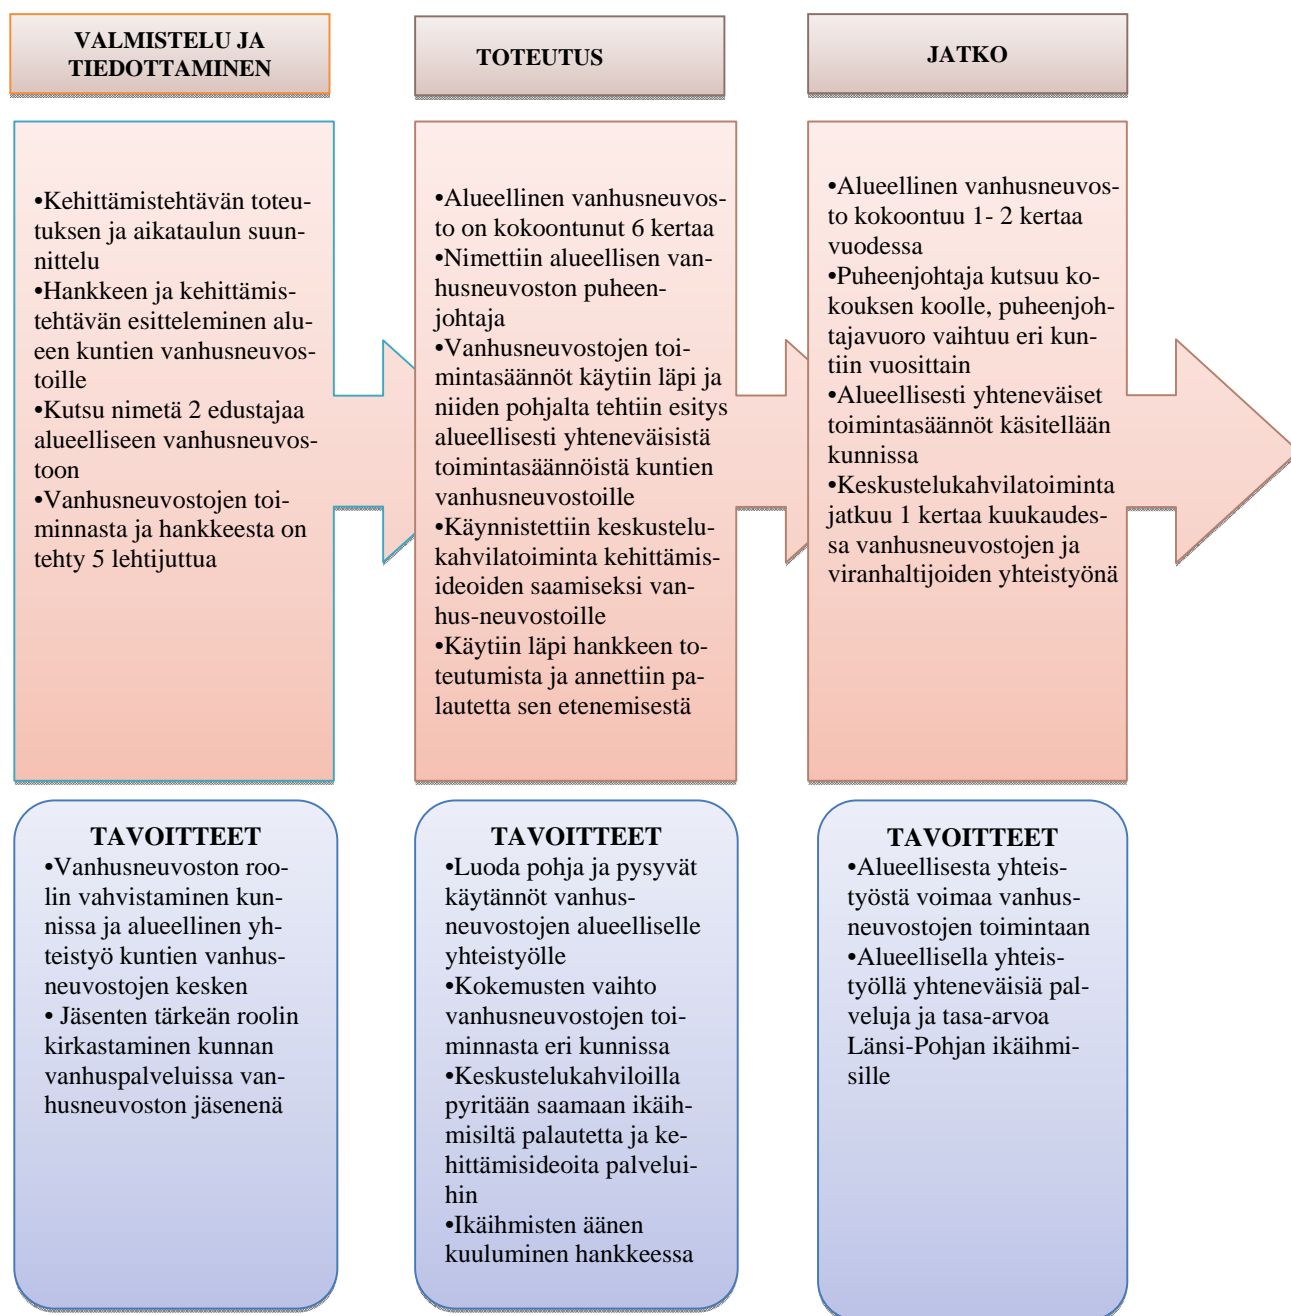 VALMISTELU JA
TIEDOTTAMINEN
•Kehittämistehtävän toteu-
tuksen ja aikataulun suun-
nittelu
•Hankkeen ja kehittämis-
tehtävän esitteleminen alu-
een kuntien vanhusneuvos-
toille
•Kutsu nimetä 2 edustajaa
alueelliseen vanhusneuvos-
toon
•Vanhusneuvostojen toi-
minnasta ja hankkeesta on
tehty 5 lehtijuttua
TAVOITTEET
•Vanhusneuvoston roo-
lin vahvistaminen kun-
nissa ja alueellinen yh-
teistyö kuntien vanhus-
neuvostojen kesken
• Jäsenten tärkeän roolin
kirkastaminen kunnan
vanhuspalveluissa van-
husneuvoston jäsenenä
TOTEUTUS
•Alueellinen vanhusneuvos-
to on kokoontunut 6 kertaa
•Nimettiin alueellisen van-
husneuvoston puheen-
johtaja
•Vanhusneuvostojen toi-
mintasäännöt käytiin läpi ja
niiden pohjalta tehtiin esitys
alueellisesti yhteneväisistä
toimintasäännöistä kuntien
vanhusneuvostoille
•Käynnistettiin keskustelu-
kahvilatoiminta kehittämis-
ideoiden saamiseksi van-
hus-neuvostoille
•Käytiin läpi hankkeen to-
teutumista ja annettiin pa-
lautetta sen etenemisestä
TAVOITTEET
•Luoda pohja ja pysyvät
käytännöt vanhus-
neuvostojen alueelliselle
yhteistyölle
•Kokemusten vaihto
vanhusneuvostojen toi-
minnasta eri kunnissa
•Keskustelukahviloilla
pyritään saamaan ikäih-
misiltä palautetta ja ke-
hittämisideoita palvelui-
hin
•Ikäihmisten äänen
kuuluminen hankkeessa
JATKO
•Alueellinen vanhusneuvos-
to kokoontuu 1- 2 kertaa
vuodessa
•Puheenjohtaja kutsuu ko-
kouksen koolle, puheenjoh-
tajavuoro vaihtuu eri kun-
tiin vuosittain
•Alueellisesti yhteneväiset
toimintasäännöt käsitellään
kunnissa
•Keskustelukahvilatoiminta
jatkuu 1 kertaa kuukaudes-
sa vanhusneuvostojen ja
viranhaltijoiden yhteistyönä
TAVOITTEET
•Alueellisesta yhteis-
työstä voimaa vanhus-
neuvostojen toimintaan
•Alueellisella yhteis-
työllä yhteneväisiä pal-
veluja ja tasa-arvoa
Länsi-Pohjan ikäihmi-
sille